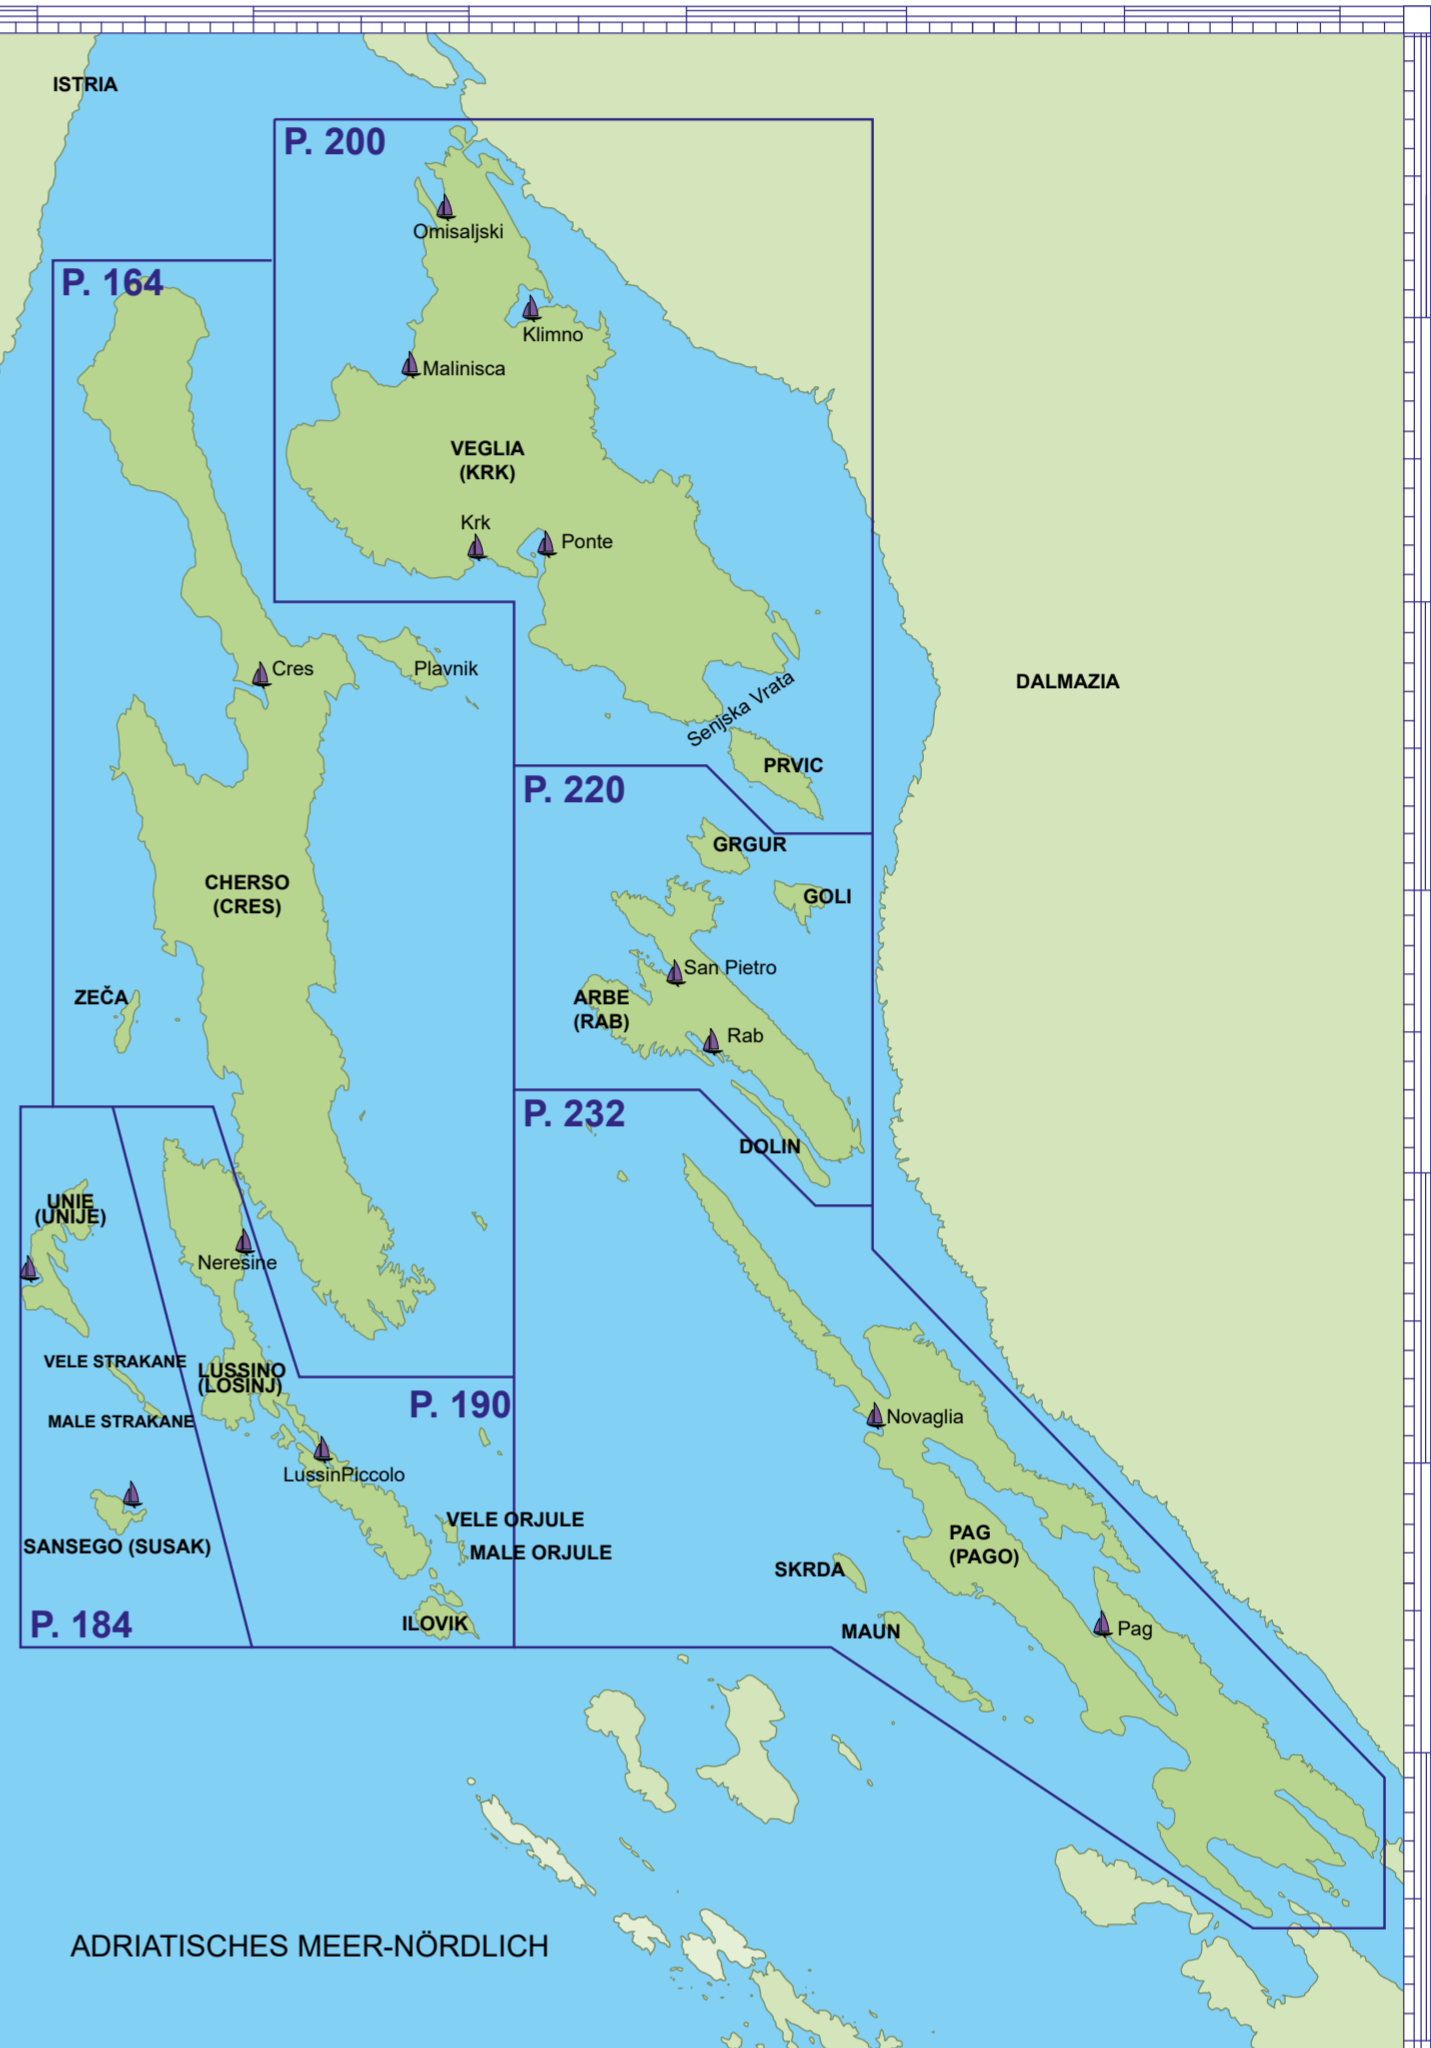 ISTRIA
P. 200
Omisaljski
P. 164
Klimno
Malinisca
VEGLIA
(KRK)
Krk
Ponte
Cres
Plavnik
DALMAZIA
Senjska Vrata
PRVIC
P. 220
GRGUR
CHERSO
(CRES)
GOLI
San Pietro
ZEČA
ARBE
(RAB)
Rab
P. 232
DOLIN
UNIE
(UNIJE)
Neresine
VELE STRAKANE
LUSSINO
(LOSINJ)
P. 190
Novaglia
MALE STRAKANE
LussinPiccolo
VELE ORJULE
PAG
(PAGO)
SANSEGO (SUSAK)
MALE ORJULE
SKRDA
P. 184
ILOVIK
MAUN
Pag
ADRIATISCHES MEER-NÖRDLICH